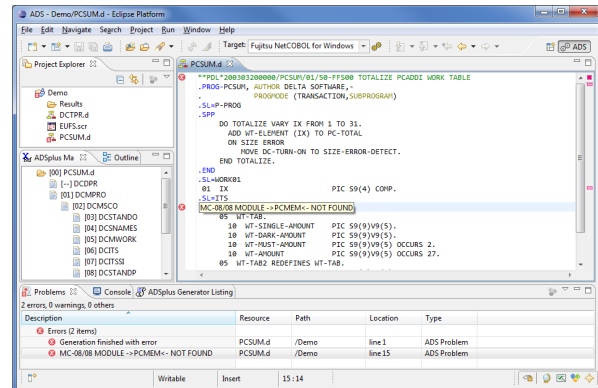 ADS - Demo/PCSUM.d - Eclipse Platform
File Edit Navigate Search Project Run Window Help
Target: Fujitsu NetCOBOL for Windows
ADS
Project Explorer
Demo
Results
DCTPR.d
EUFS.scr
PCSUM.d
ADSplus Ma
Outline
[00] PCSUM.d
[--] DCDPR
[01] DCMPRO
[02] DCMSCO
[03] DCSTANDO
[04] DCSNAMES
[05] DCMWORK
[06] DCITS
[07] DCITSSI
[08] DCSTANDP
PCSUM.d
**PDL*200303200000/PCSUM/01/50-FFS00 TOTALIZE PCADDI WORK TABLE
.PROG-PCSUM, AUTHOR DELTA SOFTWARE,-
. PROGMODE (TRANSACTION,SUBPROGRAM)
.SL=P-PROG
.SPP
DO TOTALIZE VARY IX FROM 1 TO 31.
ADD WT-ELEMENT (IX) TO PC-TOTAL
ON SIZE ERROR
MOVE DC-TURN-ON TO SIZE-ERROR-DETECT.
END TOTALIZE.
.END
.SL=WORK01
01 IX PIC S9(4) COMP.
.SL=ITS
MC-08/08 MODULE ->PCMEM<- NOT FOUND
05 WT-TAB.
10 WT-SINGLE-AMOUNT PIC S9(9)V9(5).
10 WT-DARK-AMOUNT PIC S9(9)V9(5).
10 WT-MUST-AMOUNT PIC S9(9)V9(5) OCCURS 2.
10 WT-AMOUNT PIC S9(9)V9(5) OCCURS 27.
05 WT-TAB2 REDEFINES WT-TAB.
Problems
Console
ADSplus Generator Listing
2 errors, 0 warnings, 0 others
Description Resource Path Location Type
Errors (2 items)
Generation finished with error PCSUM.d /Demo line 1 ADS Problem
MC-08/08 MODULE ->PCMEM<- NOT FOUND PCSUM.d /Demo line 15 ADS Problem
Writable Insert 15 : 14